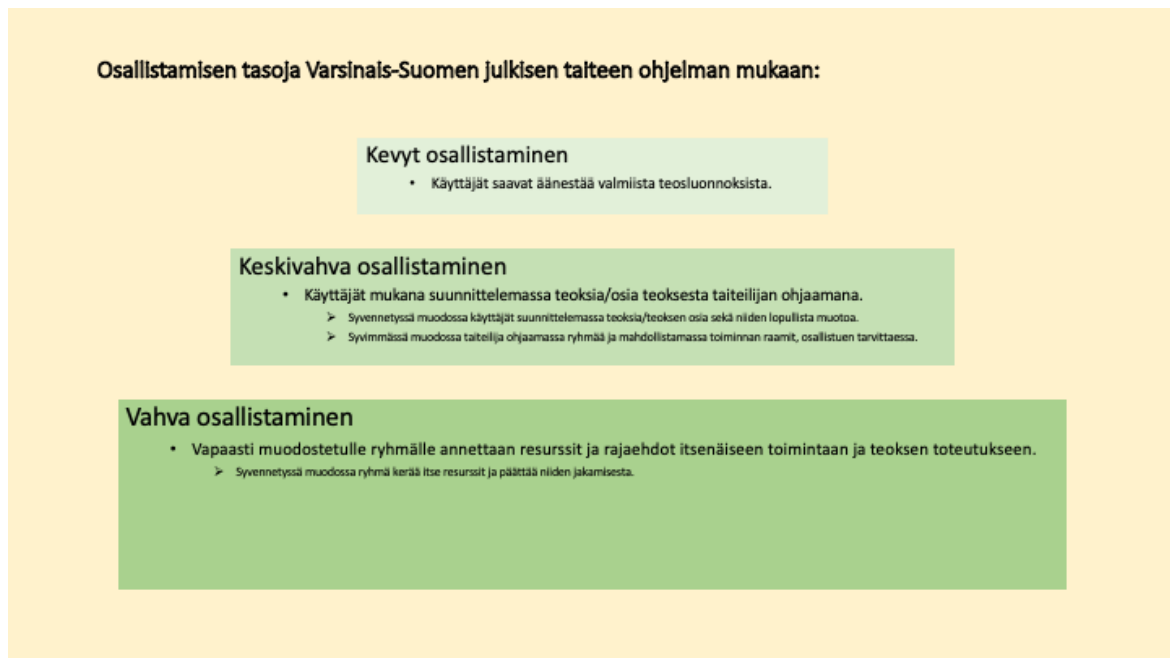 Osallistamisen tasoja Varsinais-Suomen julkisen taiteen ohjelman mukaan:
Kevyt osallistaminen
• Käyttäjät saavat äänestää valmiista teosluonnoksista.
Keskivahva osallistaminen
• Käyttäjät mukana suunnittelemassa teoksia/osia teoksesta taiteilijan ohjaamana.
➢ Syvennetyssä muodossa käyttäjät suunnittelemassa teoksia/teoksen osia sekä niiden lopullista muotoa.
➢ Syvimmässä muodossa taiteilija ohjaamassa ryhmää ja mahdollistamassa toiminnan raamit, osallistuen tarvittaessa.
Vahva osallistaminen
• Vapaasti muodostetulle ryhmälle annettaan resurssit ja rajaehdot itsenäiseen toimintaan ja teoksen toteutukseen.
➢ Syvennetyssä muodossa ryhmä kerää itse resurssit ja päättää niiden jakamisesta.